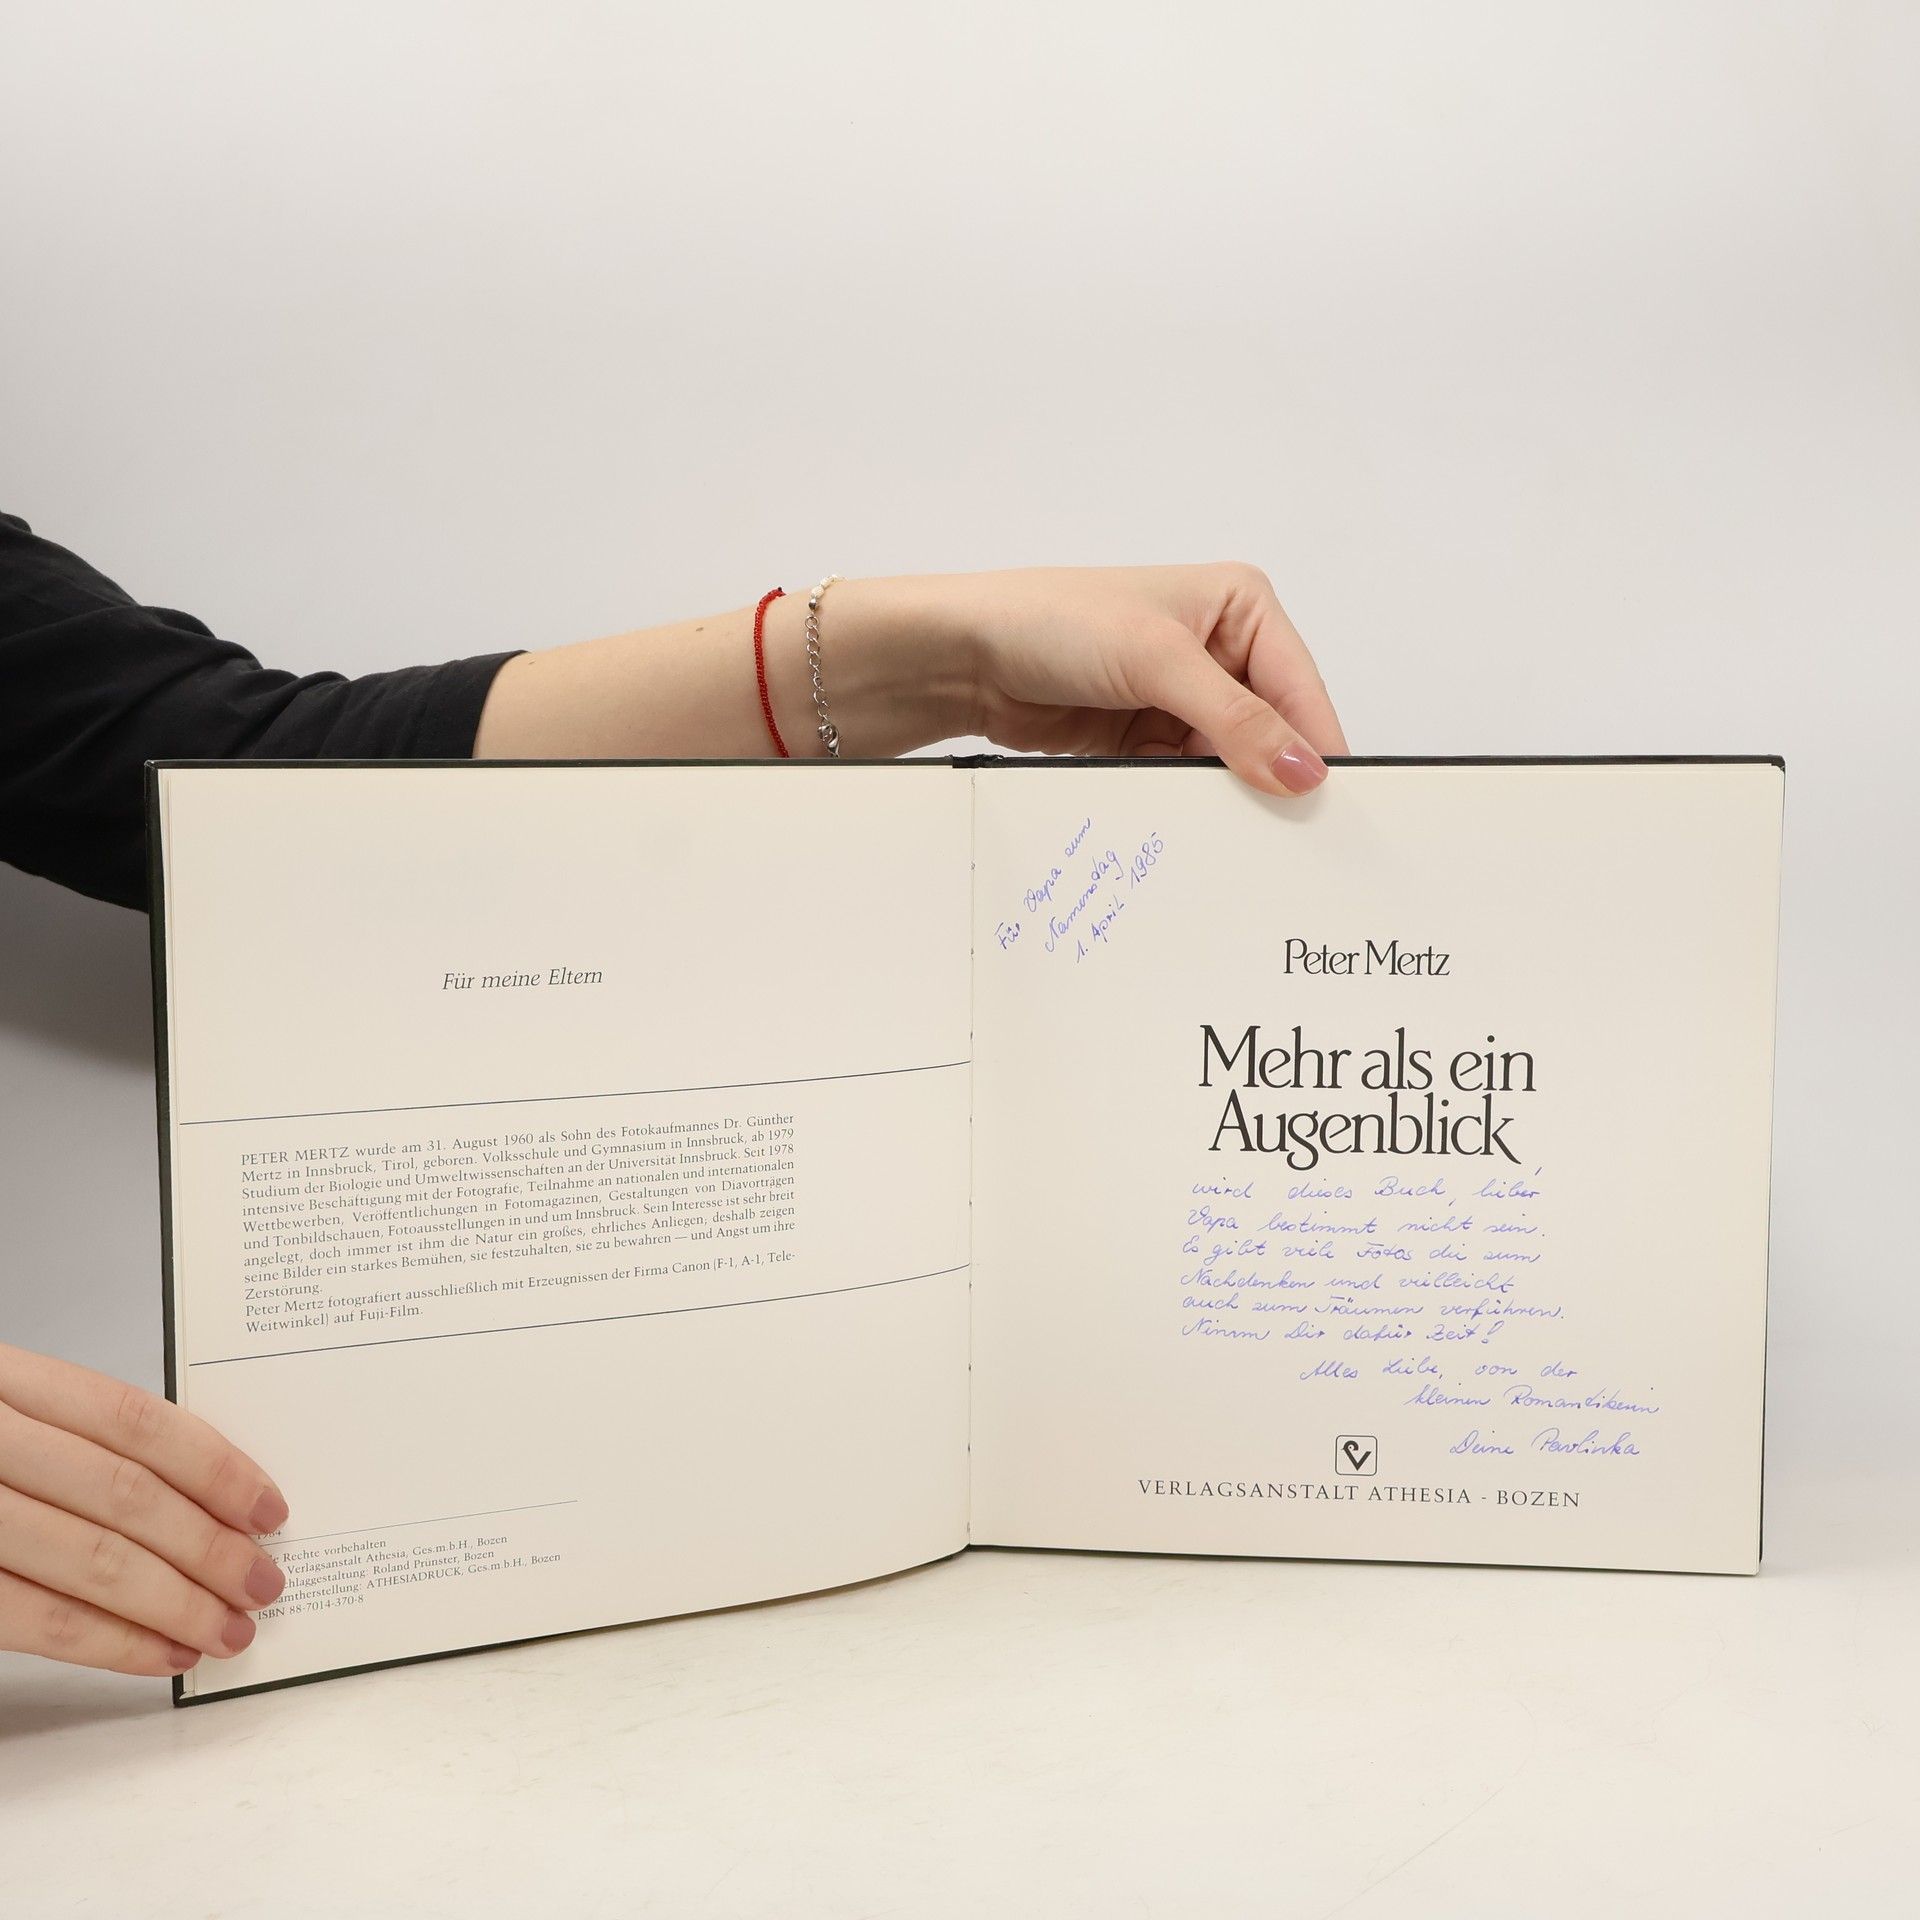 Für meine Eltern
PETER MERTZ wurde am 31. August 1960 als Sohn des Fotokaufmannes Dr. Günther
Mertz in Innsbruck, Tirol, geboren. Volksschule und Gymnasium in Innsbruck, ab 1979
Studium der Biologie und Umweltwissenschaften an der Universität Innsbruck. Seit 1978
intensive Beschäftigung mit der Fotografie, Teilnahme an nationalen und internationalen
Wettbewerben, Veröffentlichungen in Fotomagazinen, Gestaltungen von Diavorträgen
und Tonbildschauen, Fotoausstellungen in und um Innsbruck. Sein Interesse ist sehr breit
angelegt, doch immer ist ihm die Natur ein großes, ehrliches Anliegen; deshalb zeigen
seine Bilder ein starkes Bemühen, sie festzuhalten, sie zu bewahren — und Angst um ihre
Zerstörung.
Peter Mertz fotografiert ausschließlich mit Erzeugnissen der Firma Canon (F-1, A-1, Tele-
Weitwinkel) auf Fuji-Film.
1984
e Rechte vorbehalten
Verlagsanstalt Athesia, Ges.m.b.H., Bozen
chlaggestaltung: Roland Prünster, Bozen
samtherstellung: ATHESIADRUCK, Ges.m.b.H., Bozen
ISBN 88-7014-370-8
Für Papa zum
Namenstag
1. April 1985
Peter Mertz
Mehr als ein
Augenblick,
wird dieses Buch, lieber
Papa bestimmt nicht sein.
Es gibt viele Fotos die zum
Nachdenken und vielleicht
auch zum Träumen verführen.
Nimm Dir dafür Zeit!
Alles Liebe, von der
kleinen Romantikerin
Deine Pavlinka
VERLAGSANSTALT ATHESIA - BOZEN